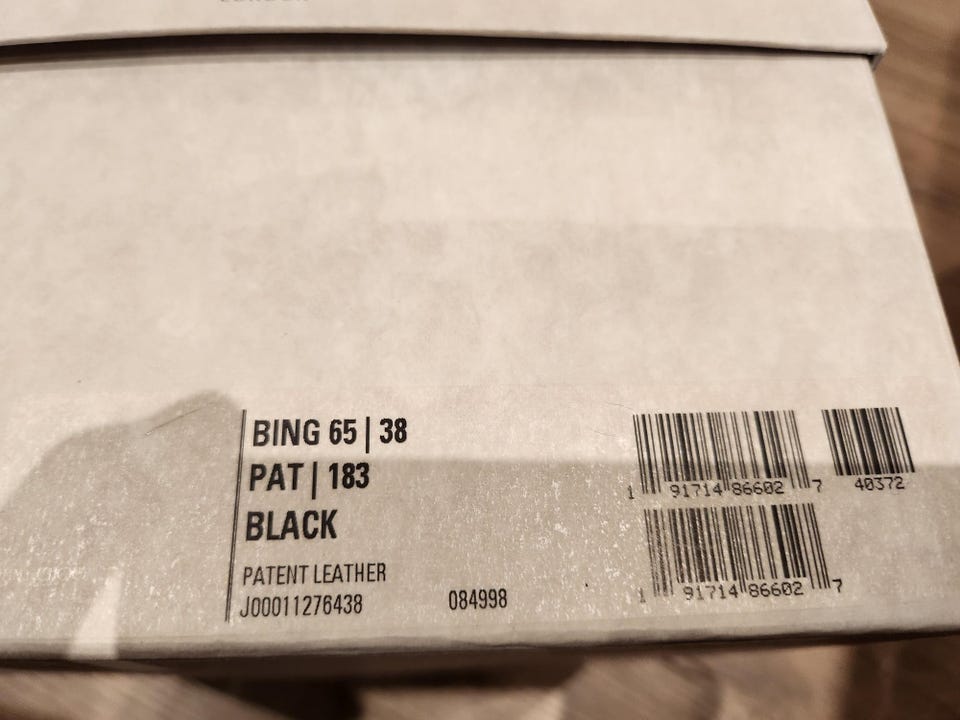 BING 65 | 38
PAT | 183
BLACK
PATENT LEATHER
J00011276438 084998
1 91714 86602 7 40372
1 91714 86602 7